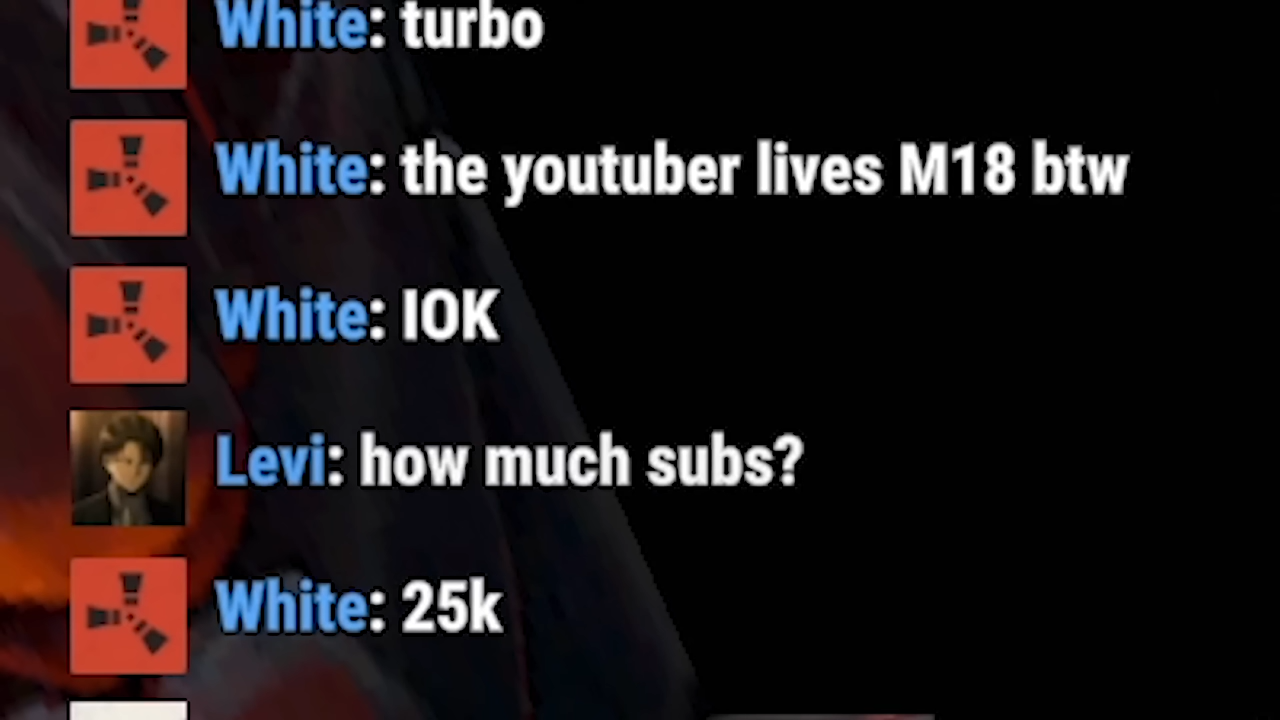 White: turbo
White: the youtuber lives M18 btw
White: IOK
Levi: how much subs?
White: 25k